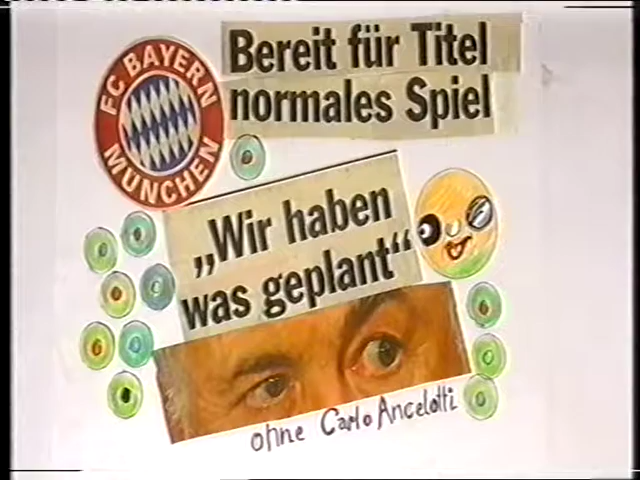 FC BAYERN
MÜNCHEN
Bereit für Titel
normales Spiel
„Wir haben
was geplant“
ohne Carlo Ancelotti